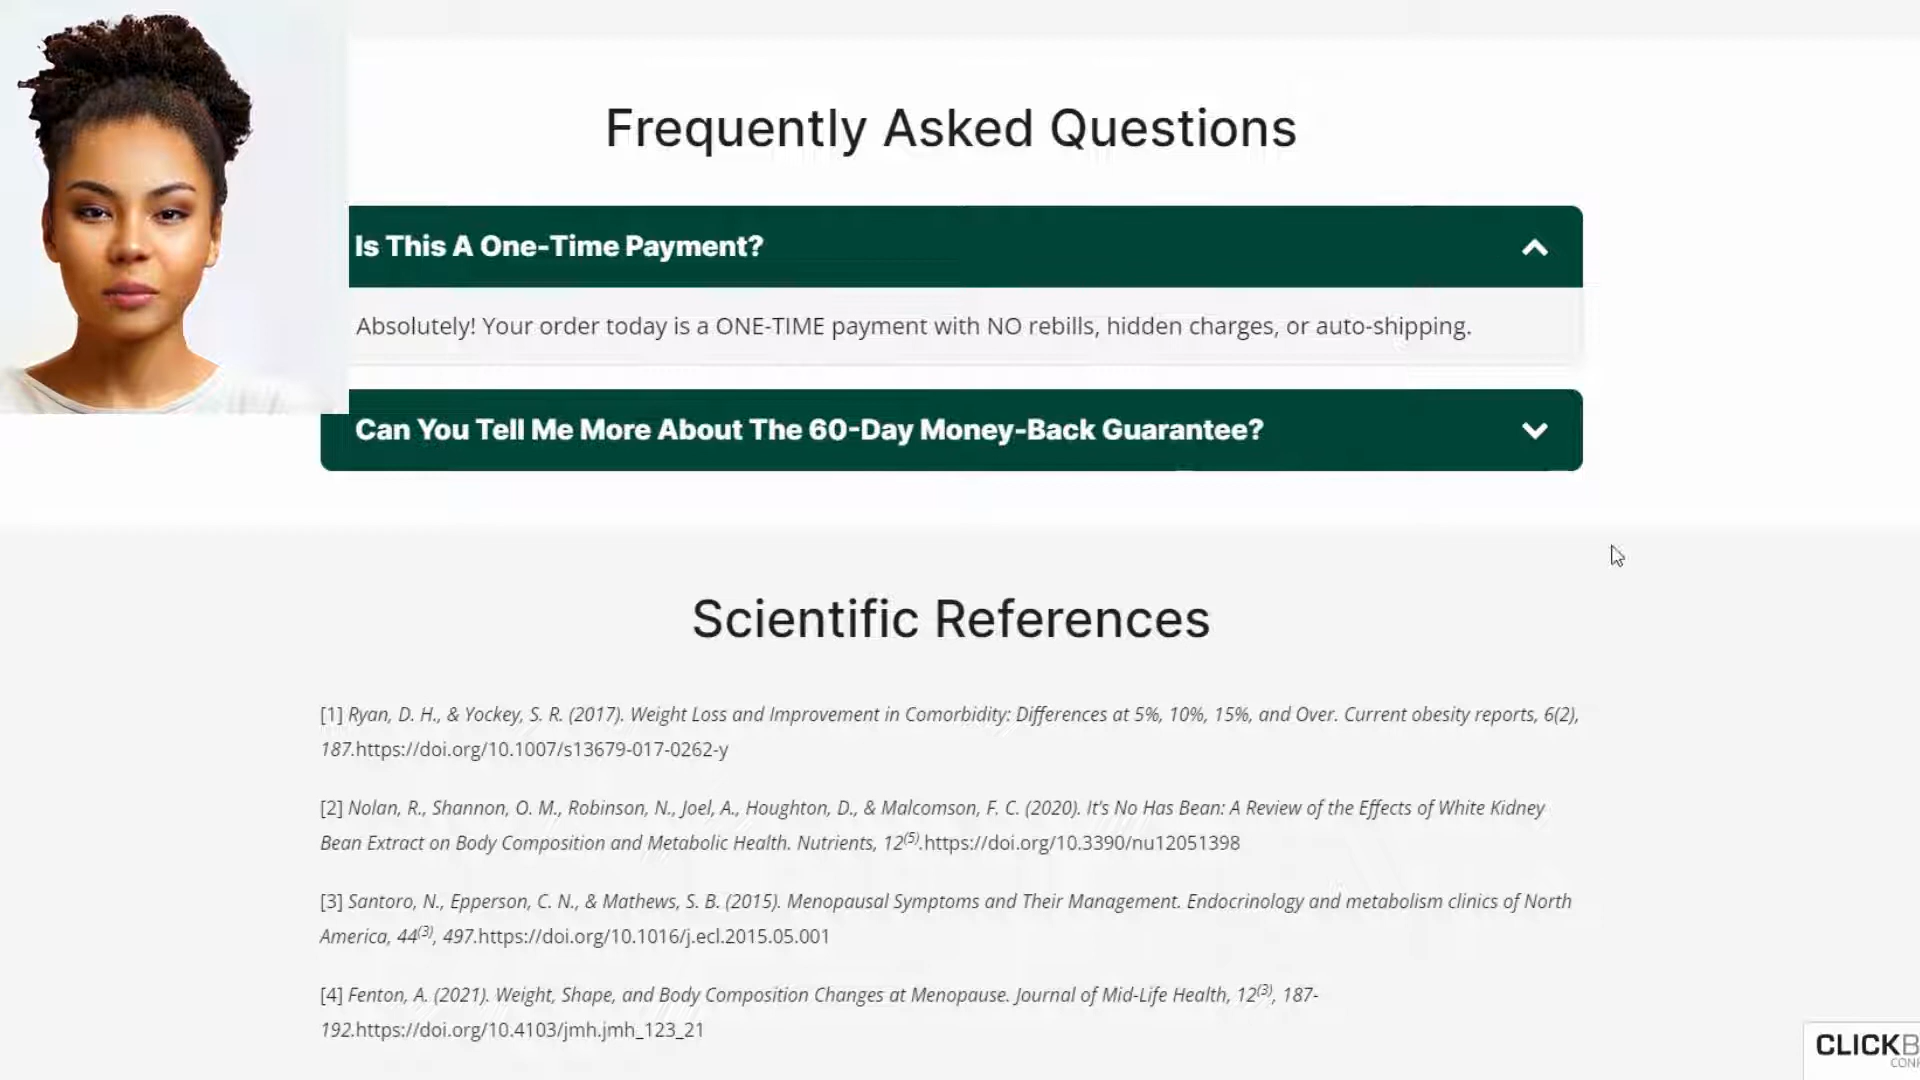 Frequently Asked Questions
Is This A One-Time Payment?
Absolutely! Your order today is a ONE-TIME payment with NO rebills, hidden charges, or auto-shipping.
Can You Tell Me More About The 60-Day Money-Back Guarantee?
Scientific References
[1] Ryan, D. H., & Yockey, S. R. (2017). Weight Loss and Improvement in Comorbidity: Differences at 5%, 10%, 15%, and Over. Current obesity reports, 6(2),
187.https://doi.org/10.1007/s13679-017-0262-y
[2] Nolan, R., Shannon, O. M., Robinson, N., Joel, A., Houghton, D., & Malcomson, F. C. (2020). It's No Has Bean: A Review of the Effects of White Kidney
Bean Extract on Body Composition and Metabolic Health. Nutrients, 12(5).https://doi.org/10.3390/nu12051398
[3] Santoro, N., Epperson, C. N., & Mathews, S. B. (2015). Menopausal Symptoms and Their Management. Endocrinology and metabolism clinics of North
America, 44(3), 497.https://doi.org/10.1016/j.ecl.2015.05.001
[4] Fenton, A. (2021). Weight, Shape, and Body Composition Changes at Menopause. Journal of Mid-Life Health, 12(3), 187-
192.https://doi.org/10.4103/jmh.jmh_123_21
CLICKB